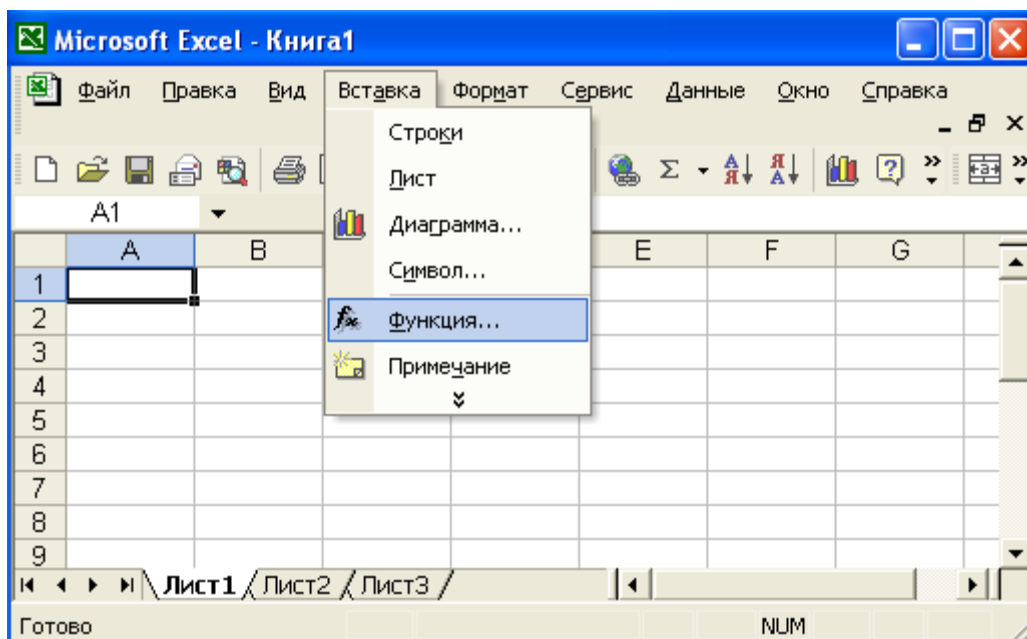 Microsoft Excel - Книга1
Файл Правка Вид Вставка Формат Сервис Данные Окно Справка
Строки
Лист
Диаграмма...
Символ...
Функция...
Примечание
A1
A B E F G
1
2
3
4
5
6
7
8
9
Лист1 Лист2 Лист3
Готово NUM